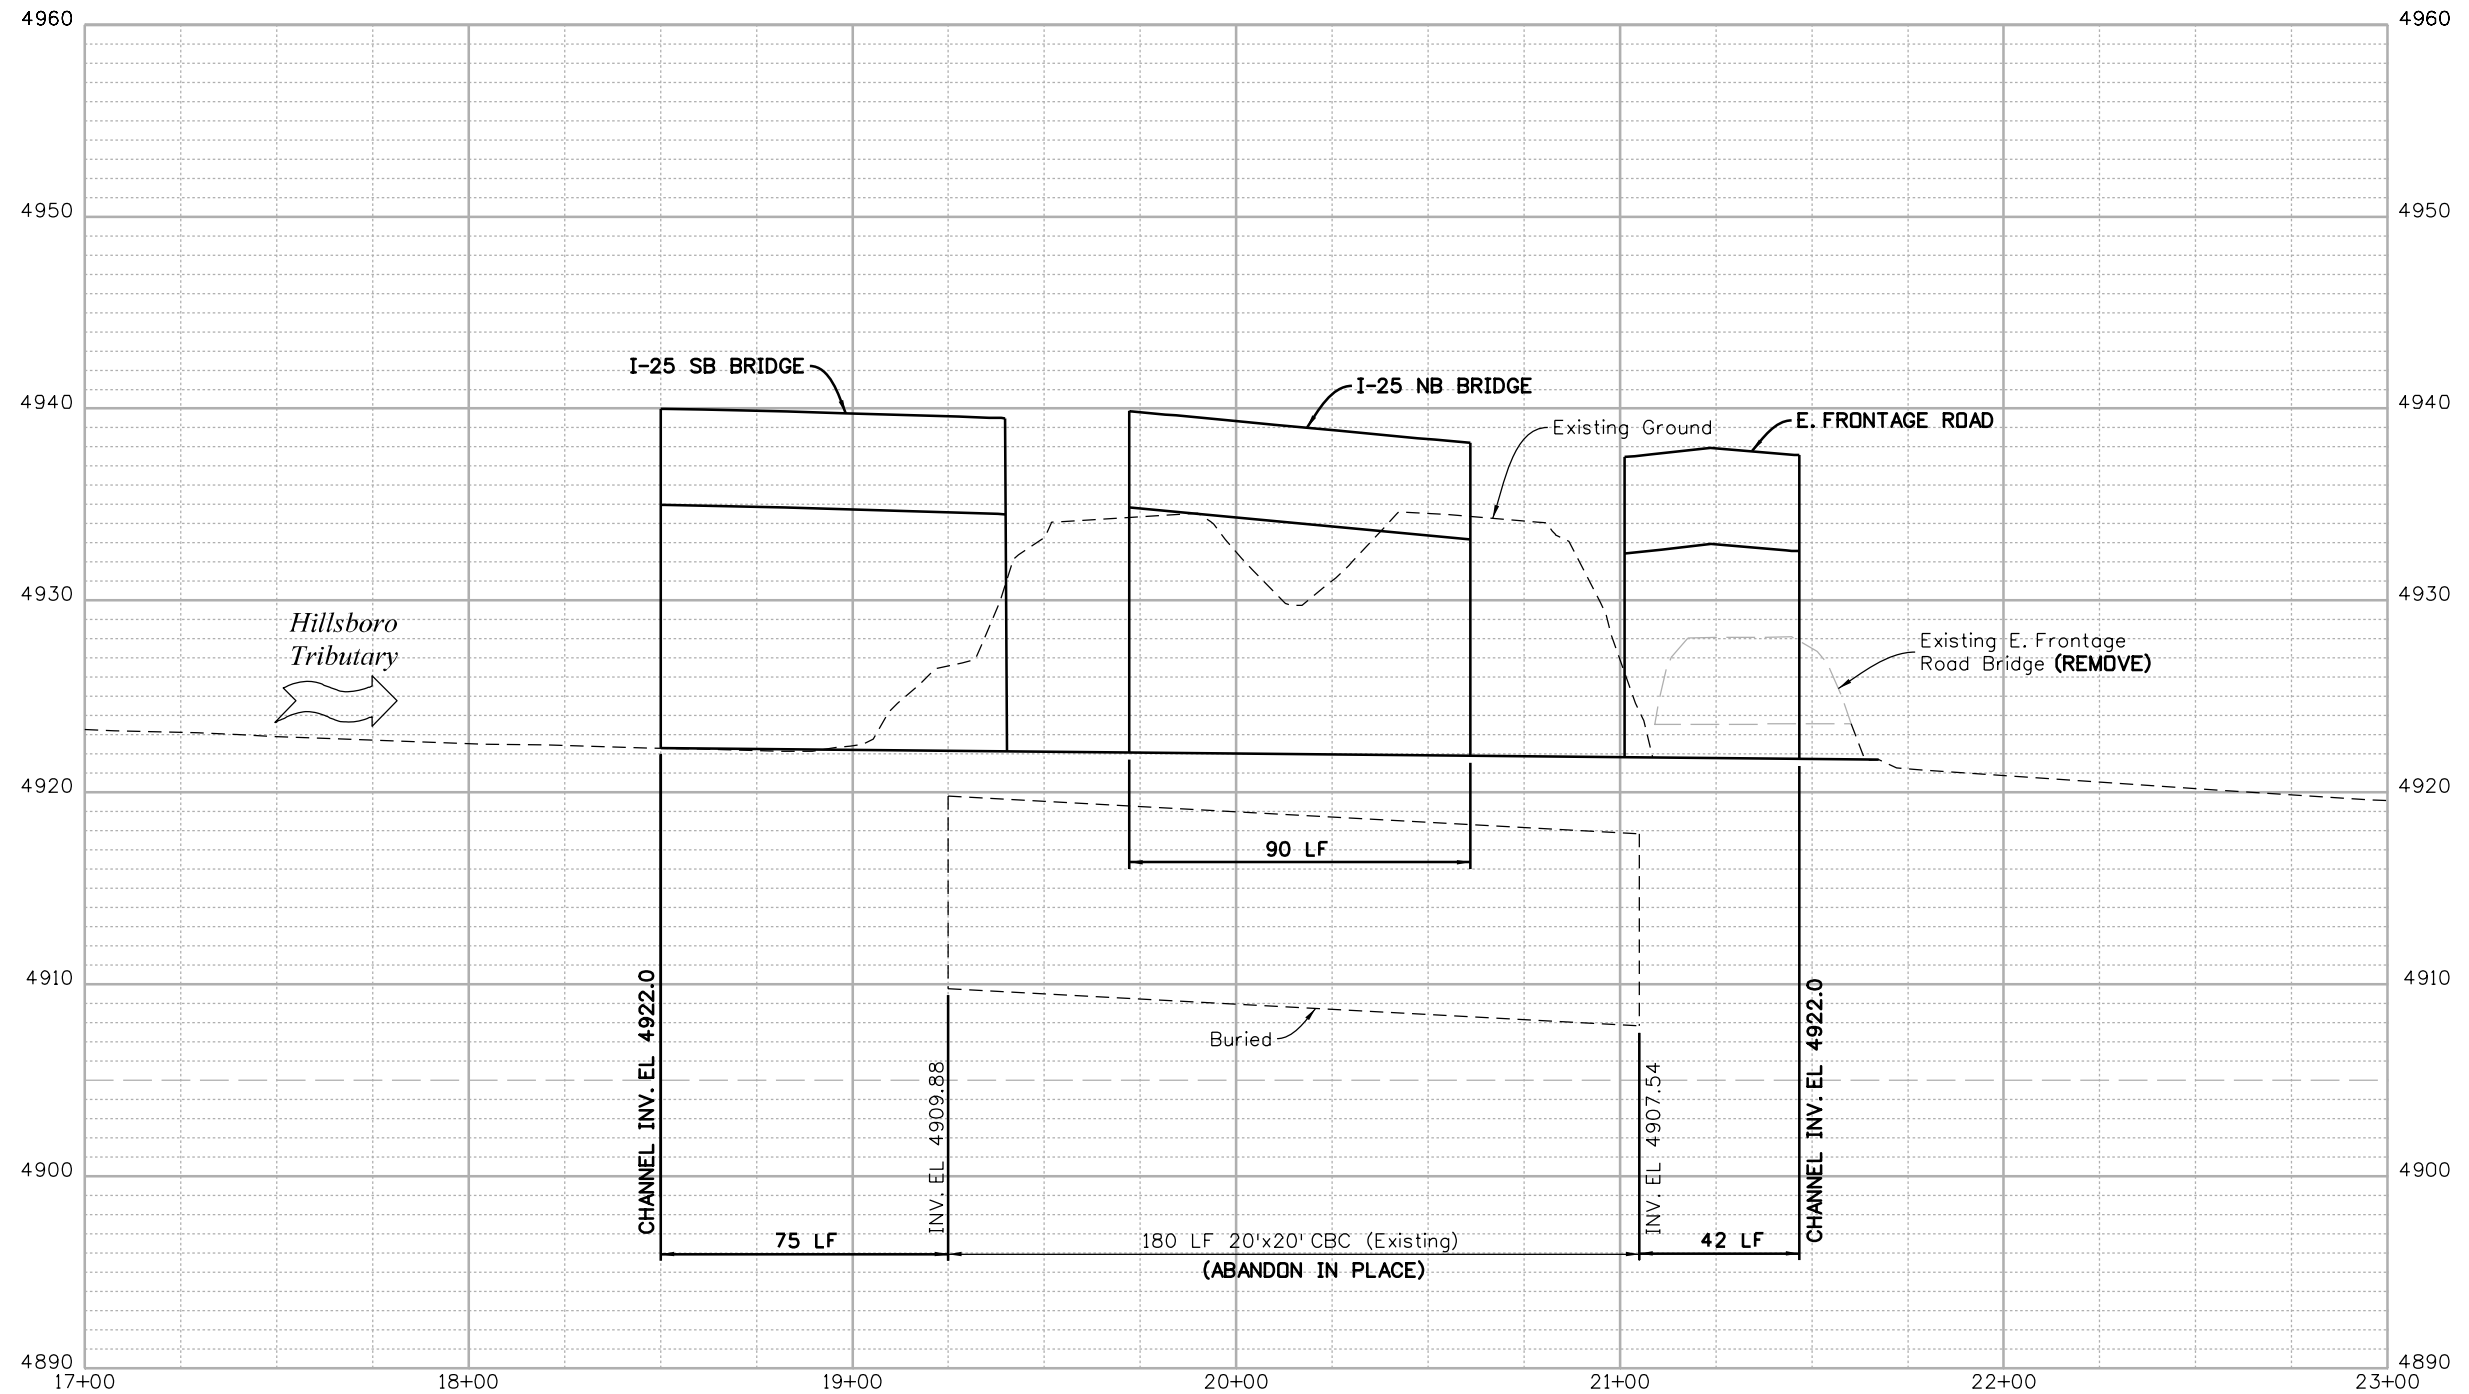 4960
4960
4950
4950
I-25 SB BRIDGE
I-25 NB BRIDGE
4940
4940
Existing Ground
E. FRONTAGE ROAD
4930
4930
Hillsboro
Tributary
Existing E. Frontage
Road Bridge (REMOVE)
4920
4920
90 LF
4910
4910
CHANNEL INV. EL 4922.0
INV. EL 4909.88
Buried
INV. EL 4907.54
CHANNEL INV. EL 4922.0
4900
4900
75 LF
180 LF 20'x20' CBC (Existing)
(ABANDON IN PLACE)
42 LF
4890
4890
17+00
18+00
19+00
20+00
21+00
22+00
23+00